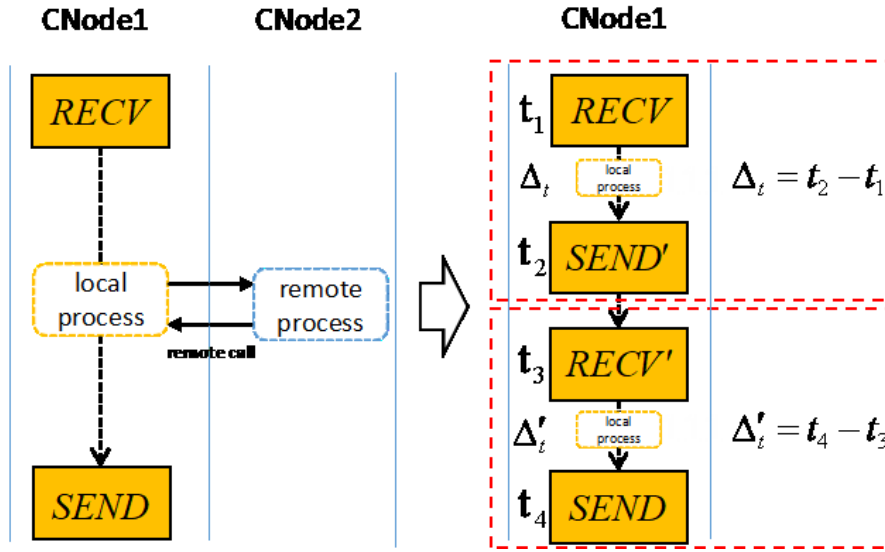 CNode1
CNode2
RECV
local
process
remote
process
remote call
SEND
CNode1
t₁
RECV
Δₜ
local
process
Δₜ = t₂ − t₁
t₂
SEND'
t₃
RECV'
Δ'ₜ
local
process
Δ'ₜ = t₄ − t₃
t₄
SEND